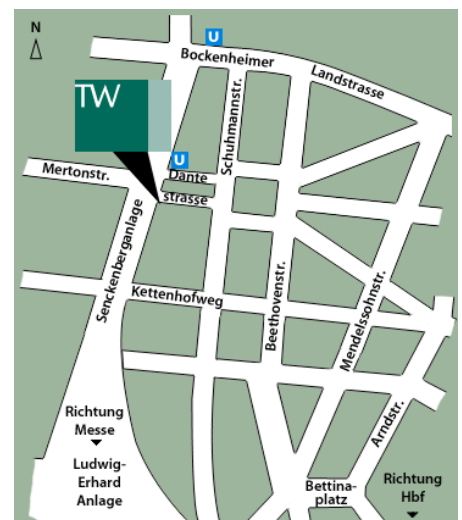 N
U
Bockenheimer
Landstrasse
TW
Schuhmannstr.
U
Mertonstr.
Dante
strasse
Senckenberganlage
Kettenhofweg
Beethovenstr.
Mendelssohnstr.
Arndstr.
Richtung
Messe
Ludwig-
Erhard
Anlage
Bettina-
platz
Richtung
Hbf